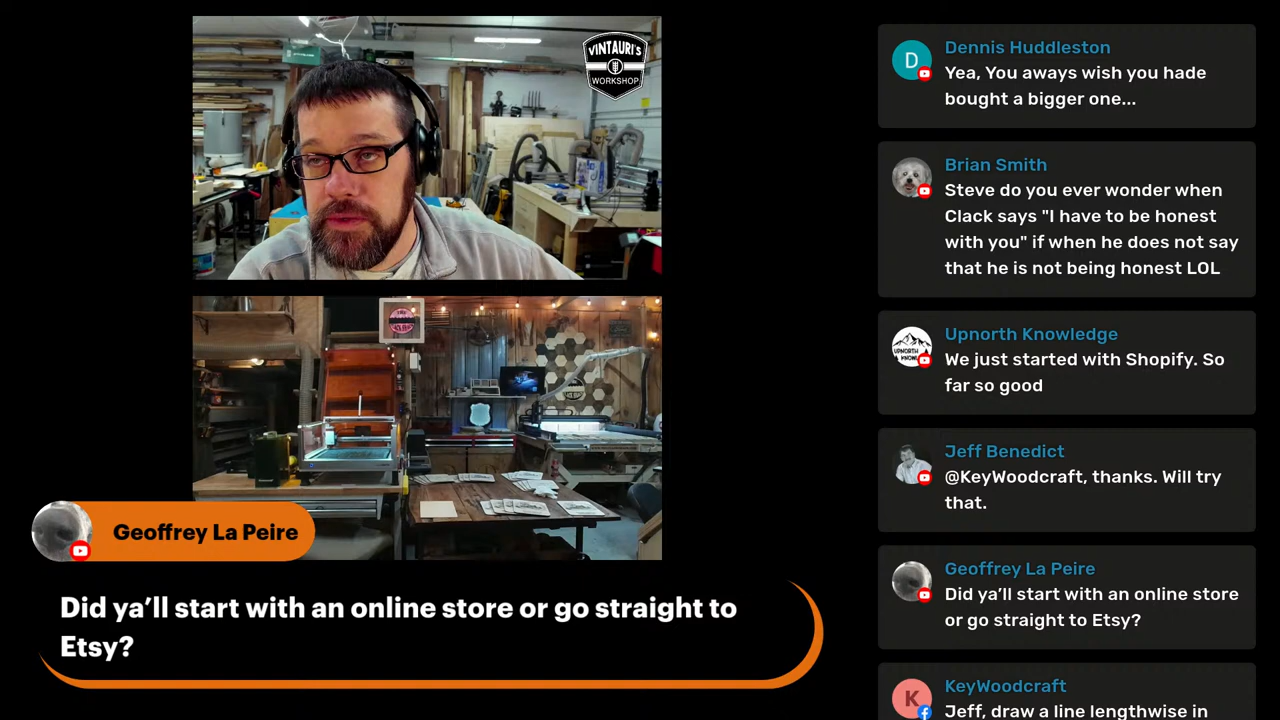 VINTAURI'S
WORKSHOP
Geoffrey La Peire
Did ya’ll start with an online store or go straight to
Etsy?
D
Dennis Huddleston
Yea, You aways wish you hade
bought a bigger one...
Brian Smith
Steve do you ever wonder when
Clack says "I have to be honest
with you" if when he does not say
that he is not being honest LOL
Upnorth Knowledge
We just started with Shopify. So
far so good
Jeff Benedict
@KeyWoodcraft, thanks. Will try
that.
Geoffrey La Peire
Did ya’ll start with an online store
or go straight to Etsy?
K
KeyWoodcraft
Jeff, draw a line lengthwise in